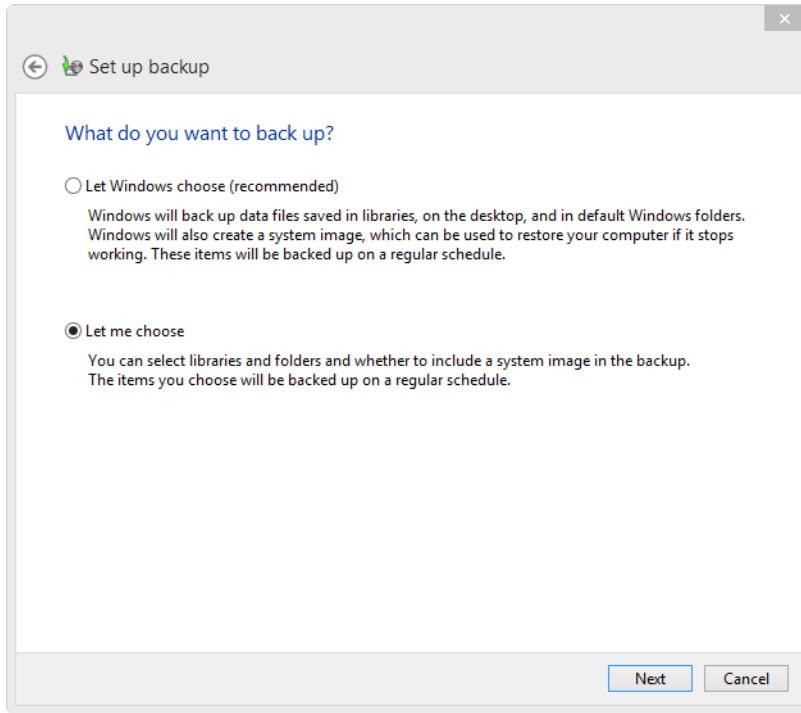 Set up backup
What do you want to back up?
Let Windows choose (recommended)
Windows will back up data files saved in libraries, on the desktop, and in default Windows folders.
Windows will also create a system image, which can be used to restore your computer if it stops
working. These items will be backed up on a regular schedule.
Let me choose
You can select libraries and folders and whether to include a system image in the backup.
The items you choose will be backed up on a regular schedule.
Next
Cancel